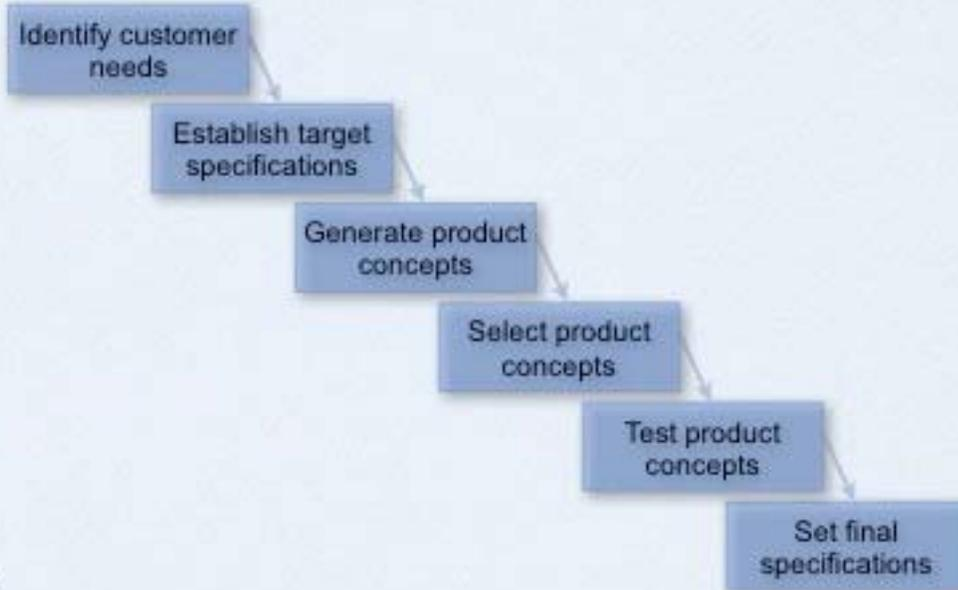 Identify customer
needs
Establish target
specifications
Generate product
concepts
Select product
concepts
Test product
concepts
Set final
specifications